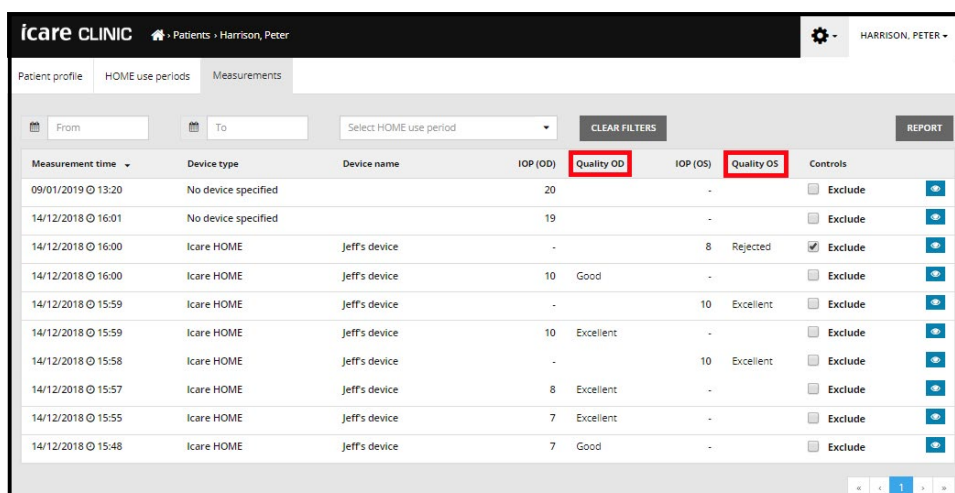 icare CLINIC › Patients › Harrison, Peter HARRISON, PETER
Patient profile HOME use periods Measurements
From To Select HOME use period CLEAR FILTERS REPORT
Measurement time Device type Device name IOP (OD) Quality OD IOP (OS) Quality OS Controls
09/01/2019 13:20 No device specified 20 - Exclude
14/12/2018 16:01 No device specified 19 - Exclude
14/12/2018 16:00 Icare HOME Jeff's device - 8 Rejected Exclude
14/12/2018 16:00 Icare HOME Jeff's device 10 Good - Exclude
14/12/2018 15:59 Icare HOME Jeff's device - 10 Excellent Exclude
14/12/2018 15:59 Icare HOME Jeff's device 10 Excellent - Exclude
14/12/2018 15:58 Icare HOME Jeff's device - 10 Excellent Exclude
14/12/2018 15:57 Icare HOME Jeff's device 8 Excellent - Exclude
14/12/2018 15:55 Icare HOME Jeff's device 7 Excellent - Exclude
14/12/2018 15:48 Icare HOME Jeff's device 7 Good - Exclude
« ‹ 1 › »